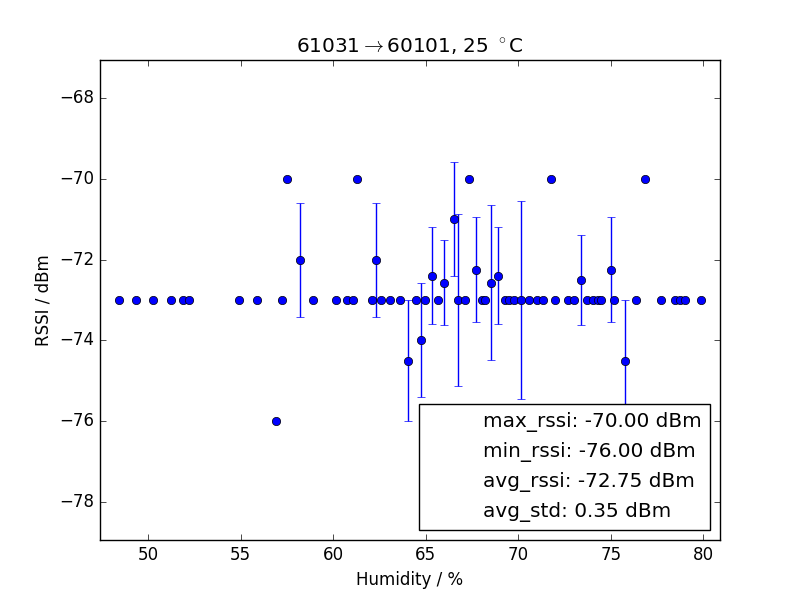 61031→60101, 25 °C
−68
−70
−72
−74
−76
−78
RSSI / dBm
max_rssi: -70.00 dBm
min_rssi: -76.00 dBm
avg_rssi: -72.75 dBm
avg_std: 0.35 dBm
50 55 60 65 70 75 80
Humidity / %